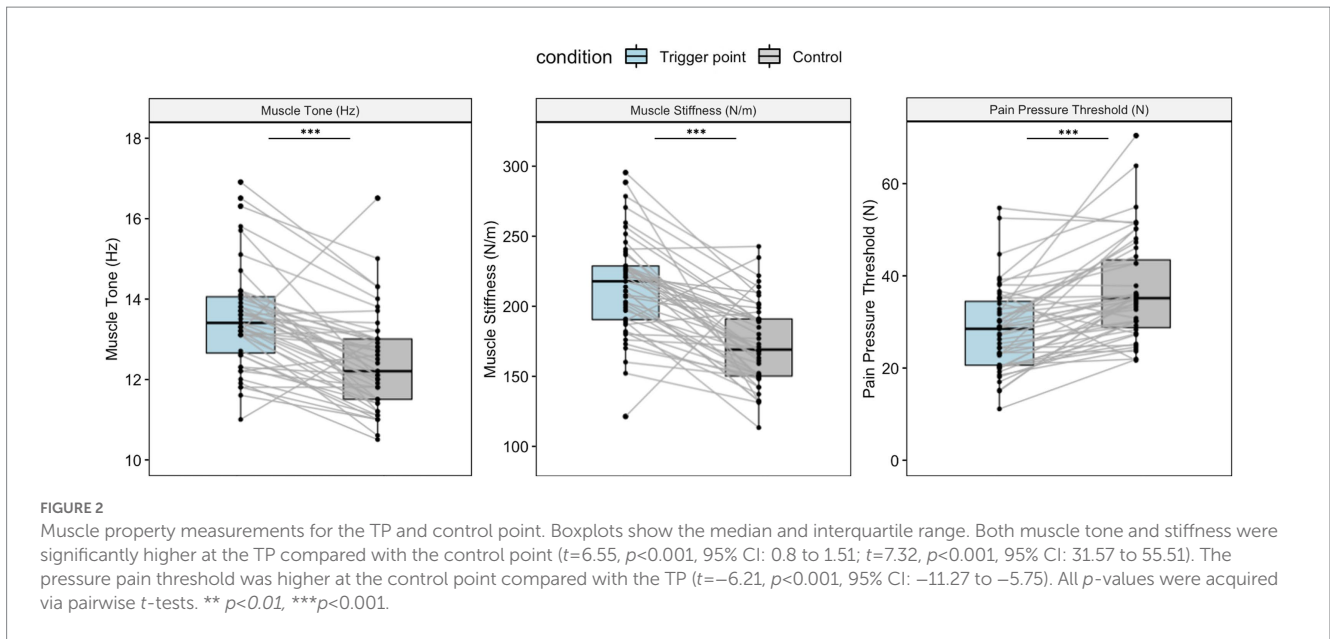 condition Trigger point Control
Muscle Tone (Hz)
***
18
16
14
12
10
Muscle Tone (Hz)
Muscle Stiffness (N/m)
***
300
250
200
150
100
Muscle Stiffness (N/m)
Pain Pressure Threshold (N)
***
60
40
20
0
Pain Pressure Threshold (N)
FIGURE 2
Muscle property measurements for the TP and control point. Boxplots show the median and interquartile range. Both muscle tone and stiffness were
significantly higher at the TP compared with the control point (t=6.55, p<0.001, 95% CI: 0.8 to 1.51; t=7.32, p<0.001, 95% CI: 31.57 to 55.51). The
pressure pain threshold was higher at the control point compared with the TP (t=−6.21, p<0.001, 95% CI: −11.27 to −5.75). All p-values were acquired
via pairwise t-tests. ** p<0.01, ***p<0.001.